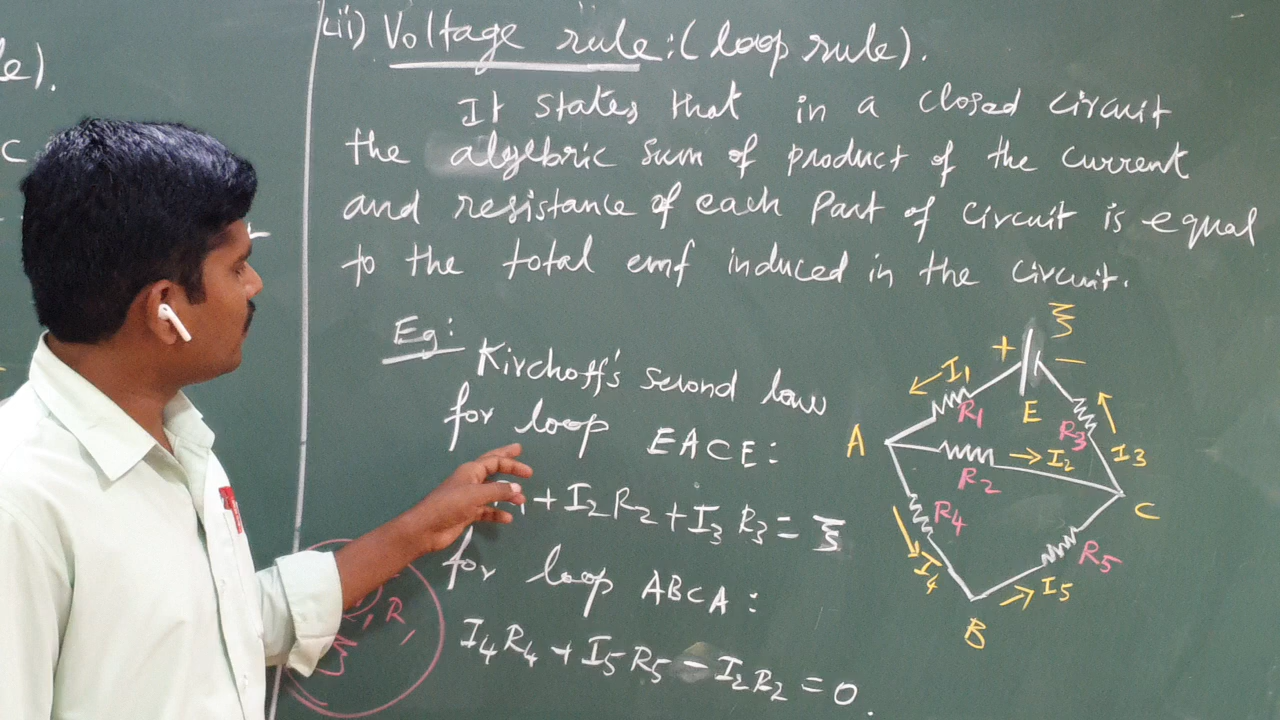 le).
C
(ii) Voltage rule:(loop rule).
It states that in a closed circuit
the algebric sum of product of the current
and resistance of each Part of circuit is equal
to the total emf induced in the circuit.
Eg: Kirchoff's second law
for loop EACE:
+ I₂R₂ + I₃R₃ = ξ
for loop ABCA:
I₄R₄ + I₅R₅ - I₂R₂ = 0.
ξ
+ -
I₁
R₁
E
R₃
I₃
A
R₂
I₂
C
R₄
I₄
R₅
I₅
B
, R,
ξ